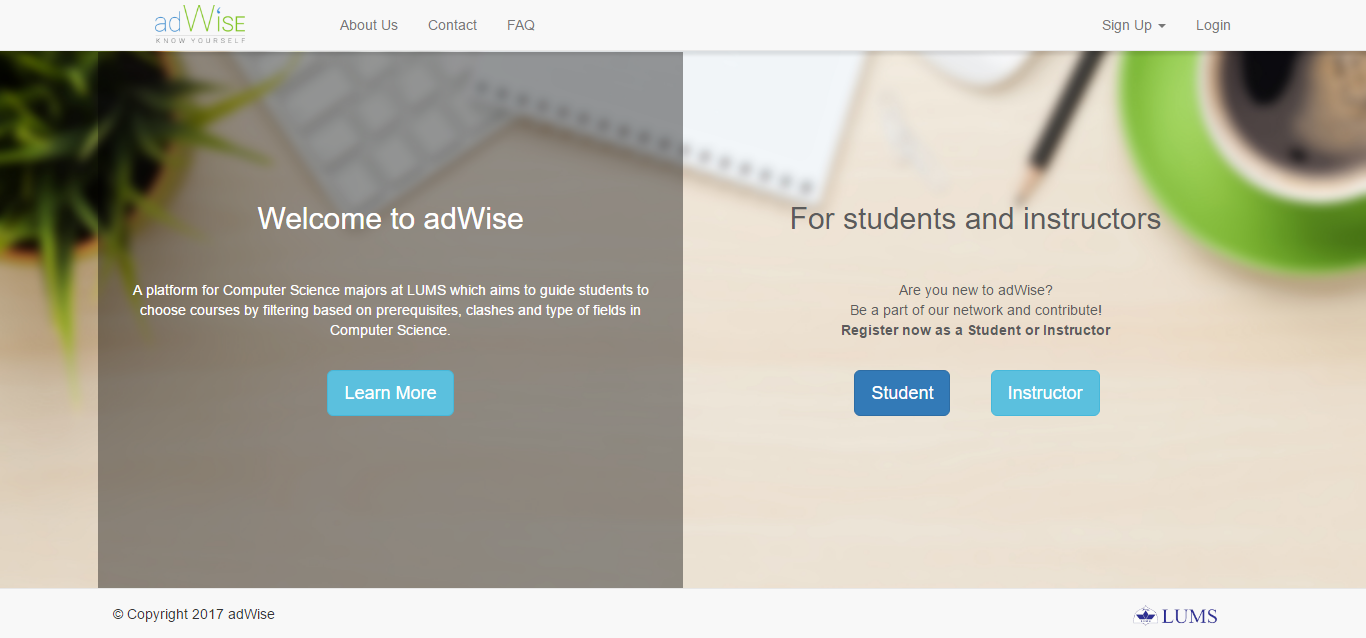 adWiSE
KNOW YOURSELF
About Us
Contact
FAQ
Sign Up
Login
Welcome to adWise
A platform for Computer Science majors at LUMS which aims to guide students to
choose courses by filtering based on prerequisites, clashes and type of fields in
Computer Science.
Learn More
For students and instructors
Are you new to adWise?
Be a part of our network and contribute!
Register now as a Student or Instructor
Student
Instructor
© Copyright 2017 adWise
LUMS